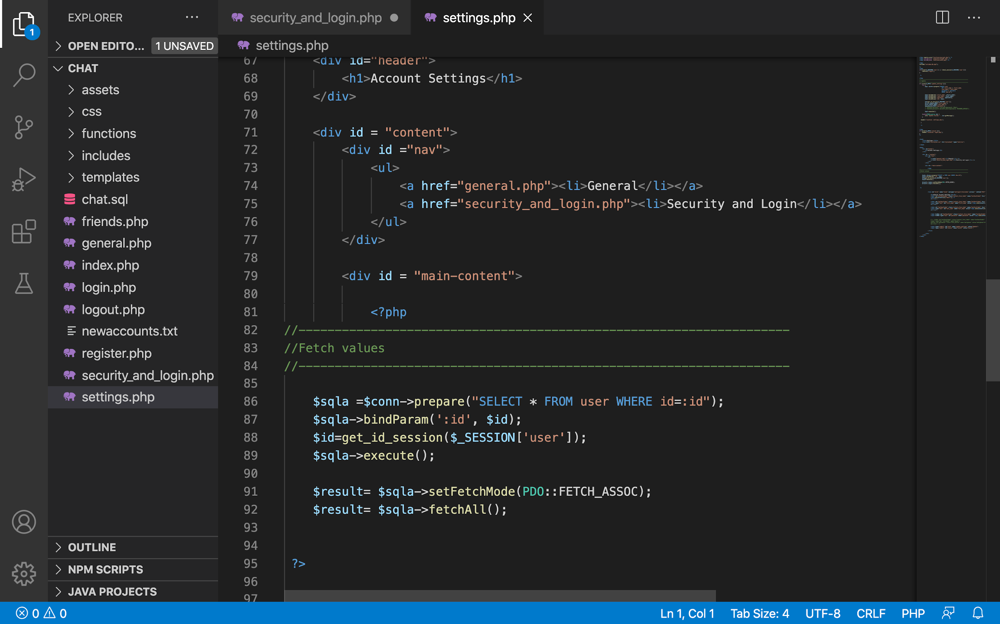 EXPLORER
OPEN EDITO... 1 UNSAVED
CHAT
assets
css
functions
includes
templates
chat.sql
friends.php
general.php
index.php
login.php
logout.php
newaccounts.txt
register.php
security_and_login.php
settings.php
OUTLINE
NPM SCRIPTS
JAVA PROJECTS
1
security_and_login.php
settings.php
settings.php
67 <div id="header">
68 <h1>Account Settings</h1>
69 </div>
70
71 <div id = "content">
72 <div id ="nav">
73 <ul>
74 <a href="general.php"><li>General</li></a>
75 <a href="security_and_login.php"><li>Security and Login</li></a>
76 </ul>
77 </div>
78
79 <div id = "main-content">
80
81 <?php
82 //--------------------------------------------------------------------
83 //Fetch values
84 //--------------------------------------------------------------------
85
86 $sqla =$conn->prepare("SELECT * FROM user WHERE id=:id");
87 $sqla->bindParam(':id', $id);
88 $id=get_id_session($_SESSION['user']);
89 $sqla->execute();
90
91 $result= $sqla->setFetchMode(PDO::FETCH_ASSOC);
92 $result= $sqla->fetchAll();
93
94
95 ?>
96
97
0 0
Ln 1, Col 1 Tab Size: 4 UTF-8 CRLF PHP